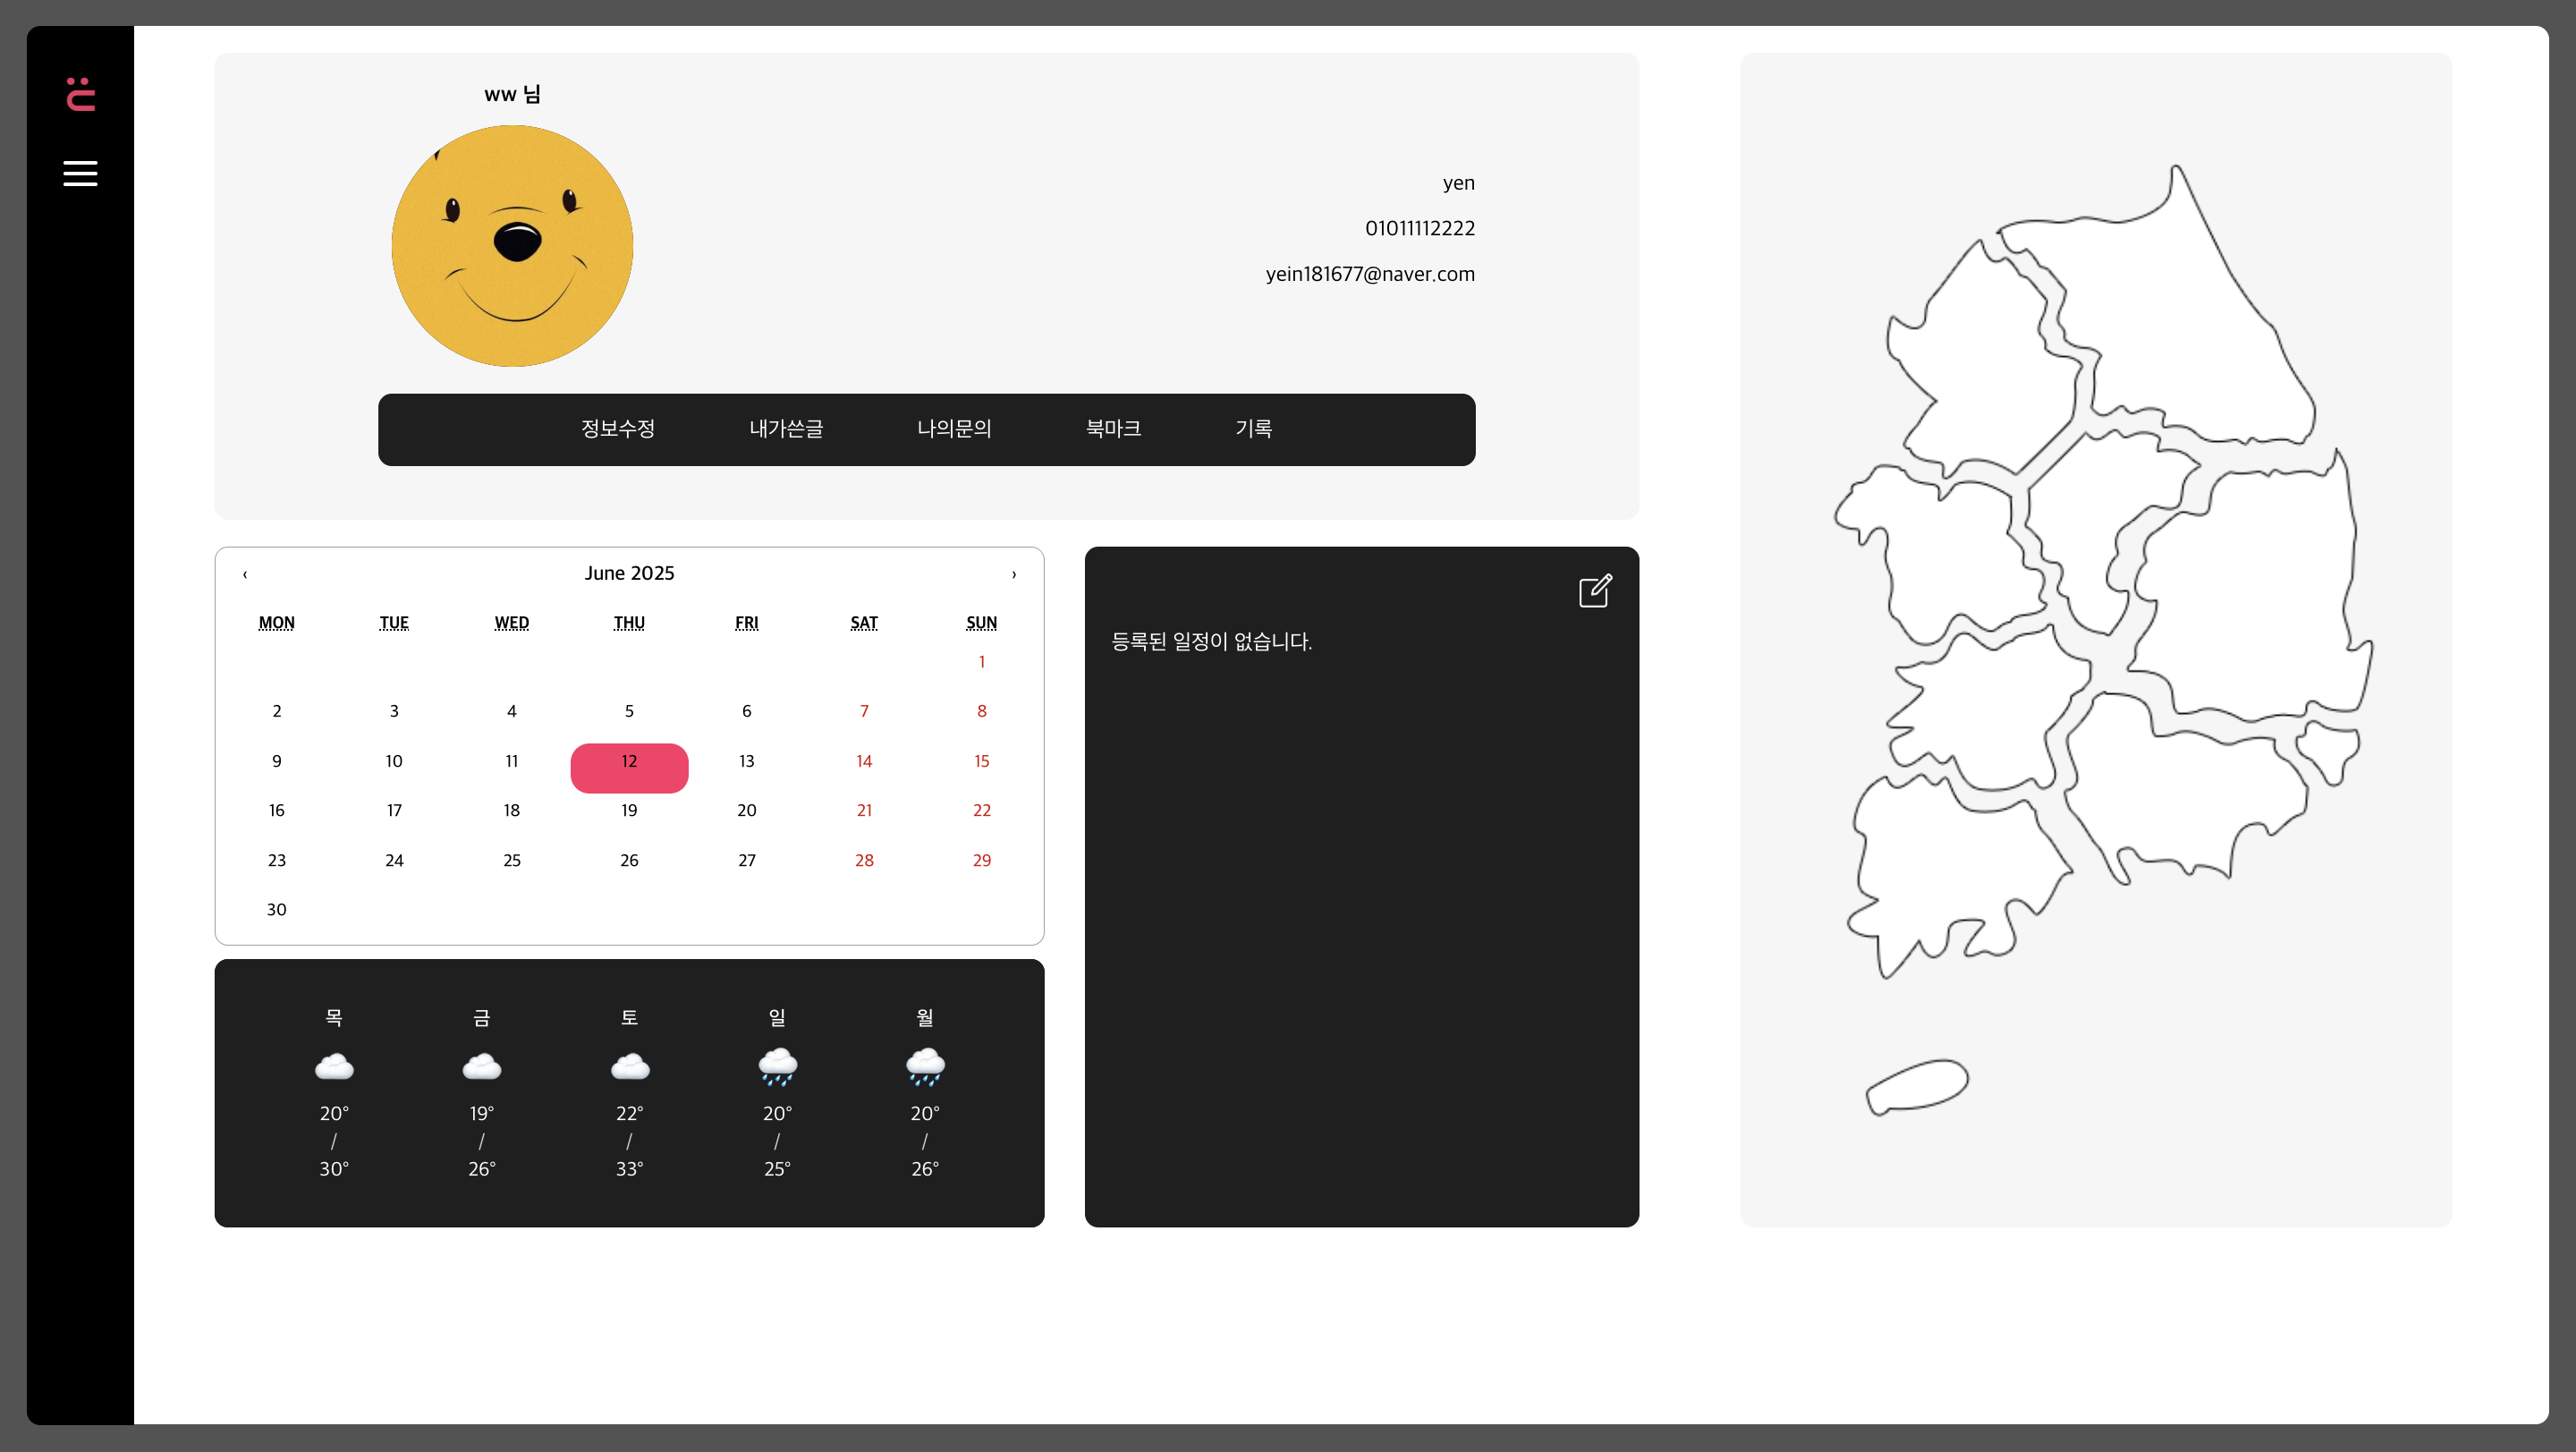 ww 님
yen
01011112222
yein181677@naver.com
정보수정 내가쓴글 나의문의 북마크 기록
‹ June 2025 ›
MON TUE WED THU FRI SAT SUN
1
2 3 4 5 6 7 8
9 10 11 12 13 14 15
16 17 18 19 20 21 22
23 24 25 26 27 28 29
30
등록된 일정이 없습니다.
목 금 토 일 월
20° 19° 22° 20° 20°
/ / / / /
30° 26° 33° 25° 26°